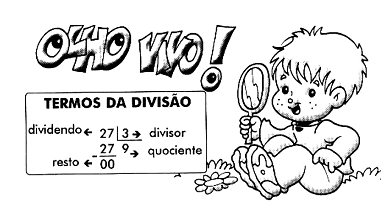 OLHO VIVO!
TERMOS DA DIVISÃO
dividendo ← 27 | 3 → divisor
- 27 9 → quociente
resto ← 00